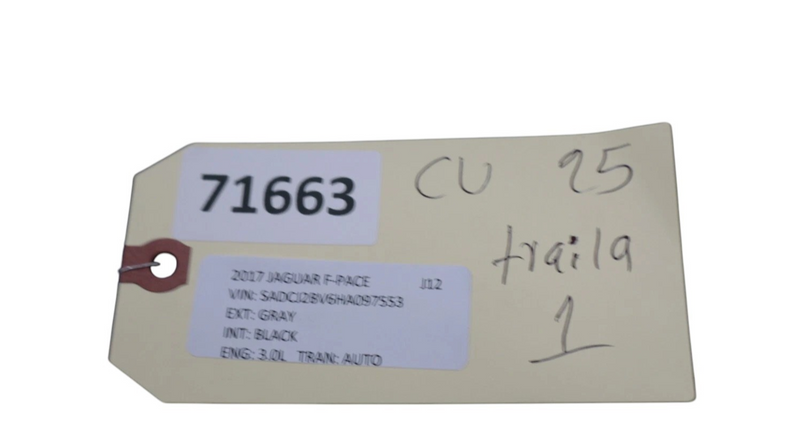 71663
CU 25
traila
1
2017 JAGUAR F-PACE J12
VIN: SADCJ2BV6HA097553
EXT: GRAY
INT: BLACK
ENG: 3.0L TRAN: AUTO